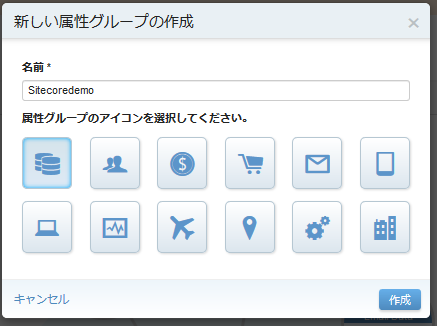 新しい属性グループの作成
×
名前 *
Sitecoredemo
属性グループのアイコンを選択してください。
$
キャンセル
作成